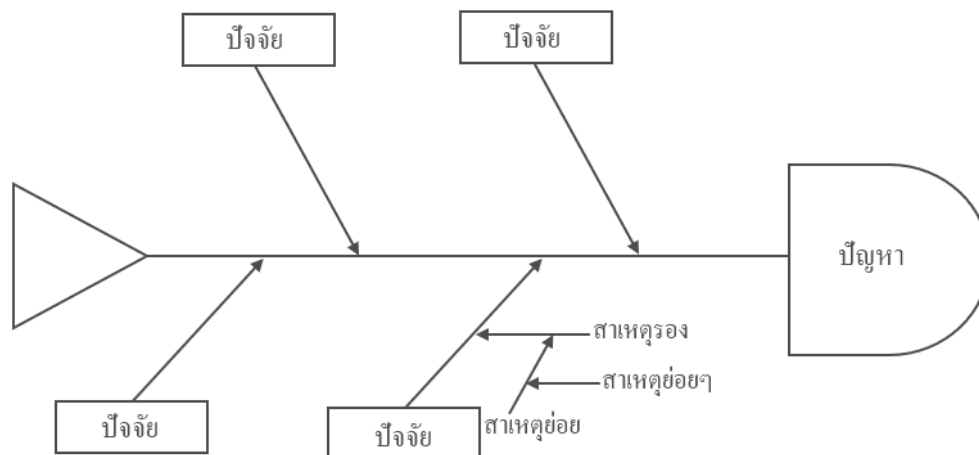 ปัจจัย
ปัจจัย
ปัญหา
สาเหตุรอง
สาเหตุย่อยๆ
สาเหตุย่อย
ปัจจัย
ปัจจัย